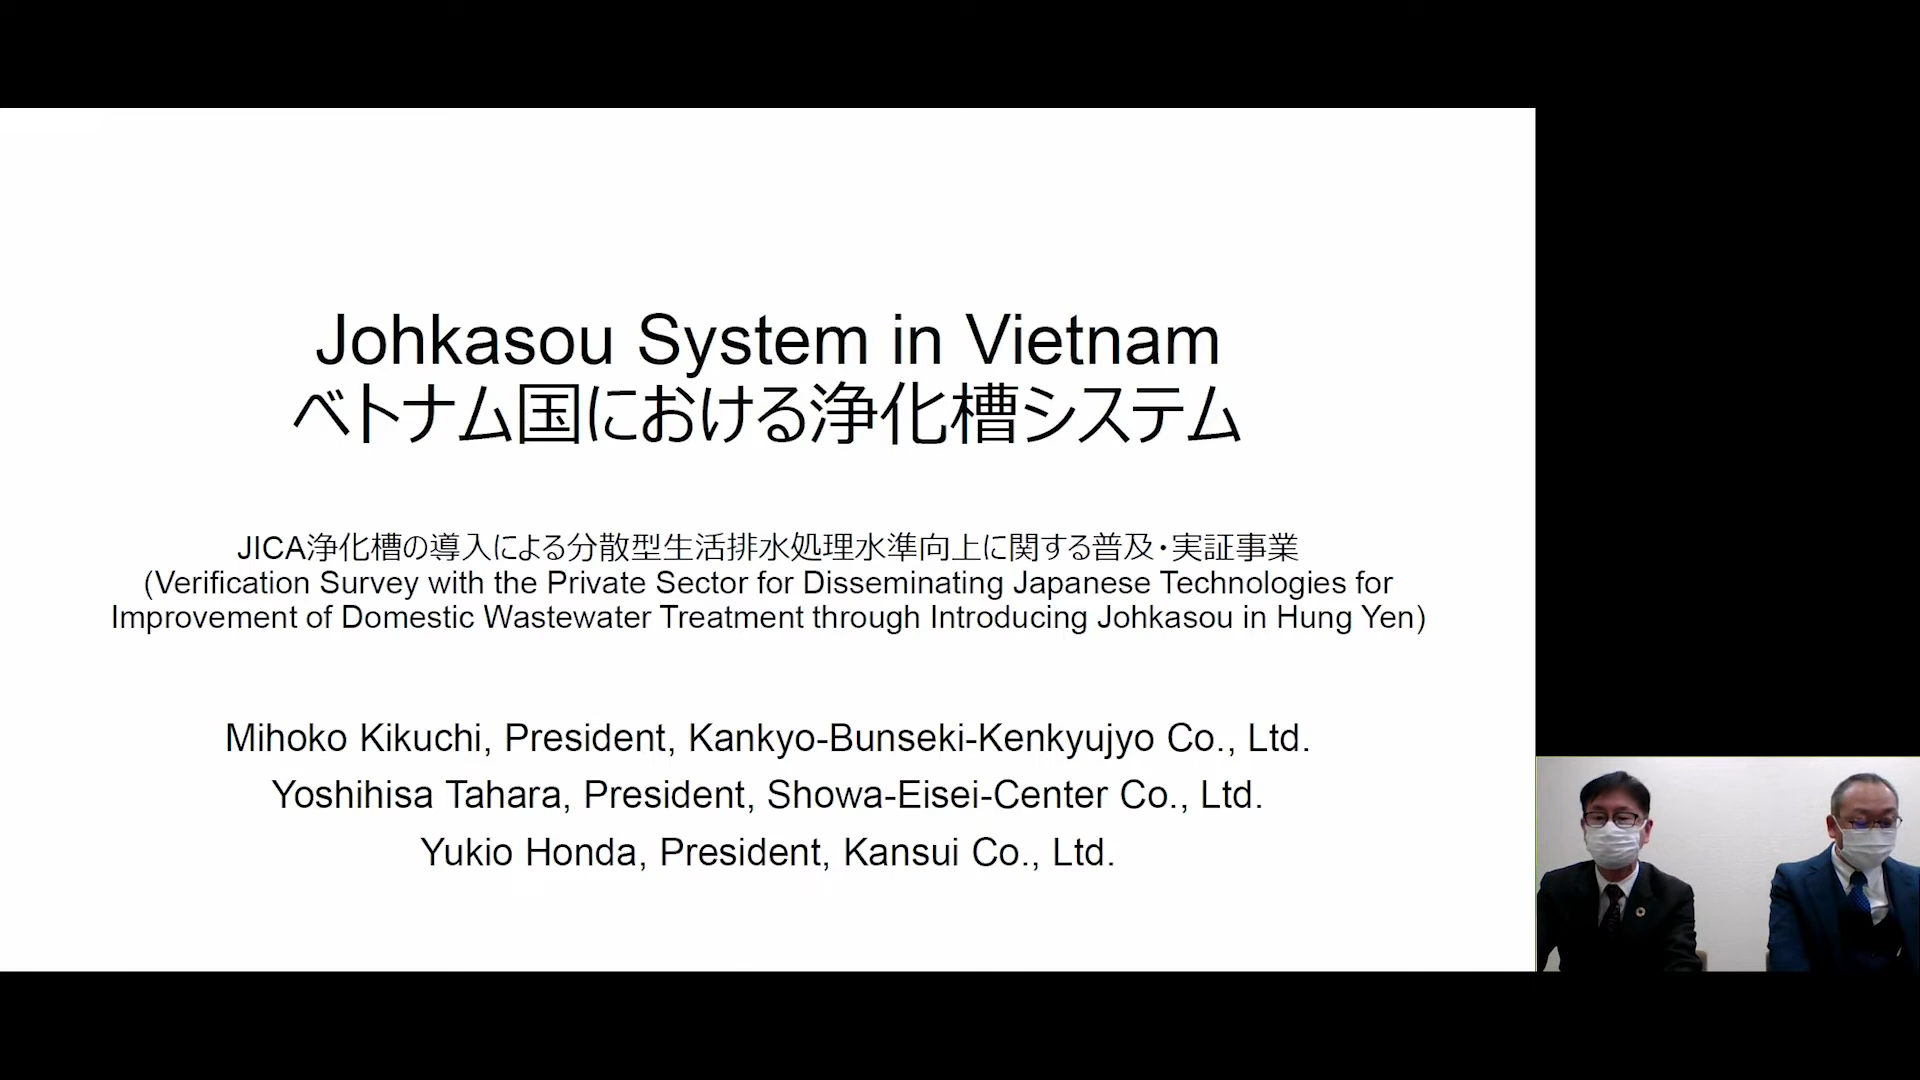 Johkasou System in Vietnam
ベトナム国における浄化槽システム
JICA浄化槽の導入による分散型生活排水処理水準向上に関する普及・実証事業
(Verification Survey with the Private Sector for Disseminating Japanese Technologies for
Improvement of Domestic Wastewater Treatment through Introducing Johkasou in Hung Yen)
Mihoko Kikuchi, President, Kankyo-Bunseki-Kenkyujyo Co., Ltd.
Yoshihisa Tahara, President, Showa-Eisei-Center Co., Ltd.
Yukio Honda, President, Kansui Co., Ltd.